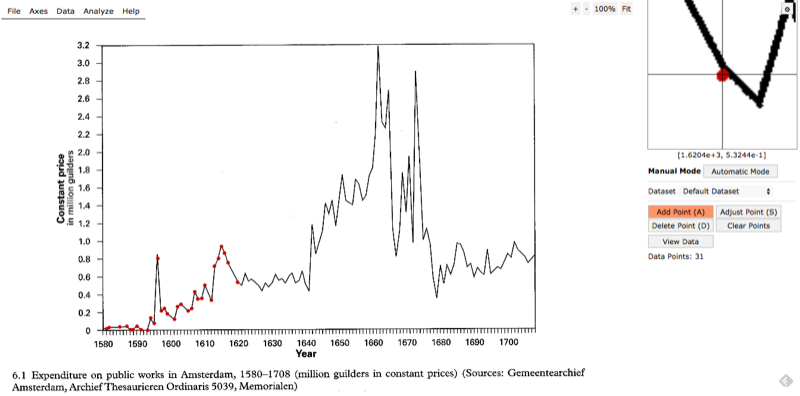 File Axes Data Analyze Help
+ - 100% Fit
3.2
3.0
2.8
2.6
2.4
2.2
2.0
1.8
1.6
1.4
1.2
1.0
0.8
0.6
0.4
0.2
0
Constant price
in million guilders
1580 1590 1600 1610 1620 1630 1640 1650 1660 1670 1680 1690 1700
Year
6.1 Expenditure on public works in Amsterdam, 1580–1708 (million guilders in constant prices) (Sources: Gemeentearchief
Amsterdam, Archief Thesaurieren Ordinaris 5039, Memorialen)
[1.6204e+3, 5.3244e-1]
Manual Mode Automatic Mode
Dataset Default Dataset
Add Point (A) Adjust Point (S)
Delete Point (D) Clear Points
View Data
Data Points: 31